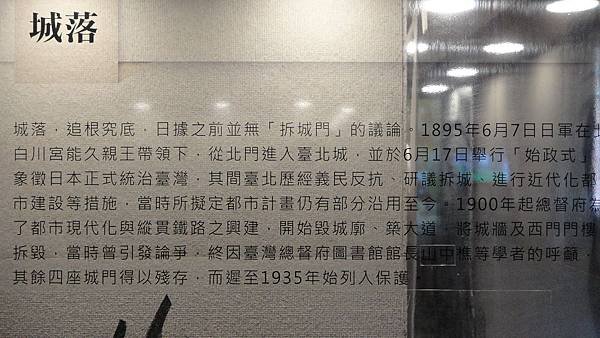 城落
城落，追根究底，日據之前並無「拆城門」的議論。1895年6月7日日軍在北
白川宮能久親王帶領下，從北門進入臺北城，並於6月17日舉行「始政式」
象徵日本正式統治臺灣，其間臺北歷經義民反抗、研議拆城、進行近代化都
市建設等措施，當時所擬定都市計畫仍有部分沿用至今。1900年起總督府為
了都市現代化與縱貫鐵路之興建，開始毀城廓、築大道，將城牆及西門門樓
拆毀，當時曾引發論爭，終因臺灣總督府圖書館館長山中樵等學者的呼籲，
其餘四座城門得以殘存，而遲至1935年始列入保護。